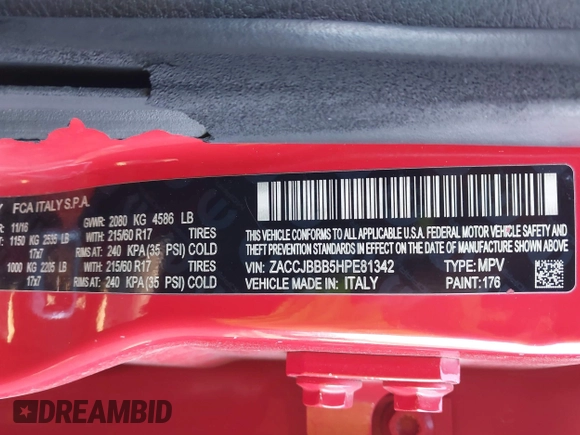 FCA ITALY S.P.A.
11/16 GVWR: 2080 KG 4586 LB
1150 KG 2535 LB WITH: 215/60 R17 TIRES
17x7 RIMS AT: 240 KPA(35 PSI) COLD
1000 KG 2205 LB WITH: 215/60 R17 TIRES
17x7 RIMS AT: 240 KPA(35 PSI) COLD
THIS VEHICLE CONFORMS TO ALL APPLICABLE U.S.A. FEDERAL MOTOR VEHICLE SAFETY,
BUMPER, AND THEFT PREVENTION STANDARDS IN EFFECT ON THE DATE OF MANUFACTURE SHOWN ABOVE.
VIN: ZACCJBBB5HPE81342 TYPE: MPV
VEHICLE MADE IN: ITALY PAINT: 176
DREAMBID